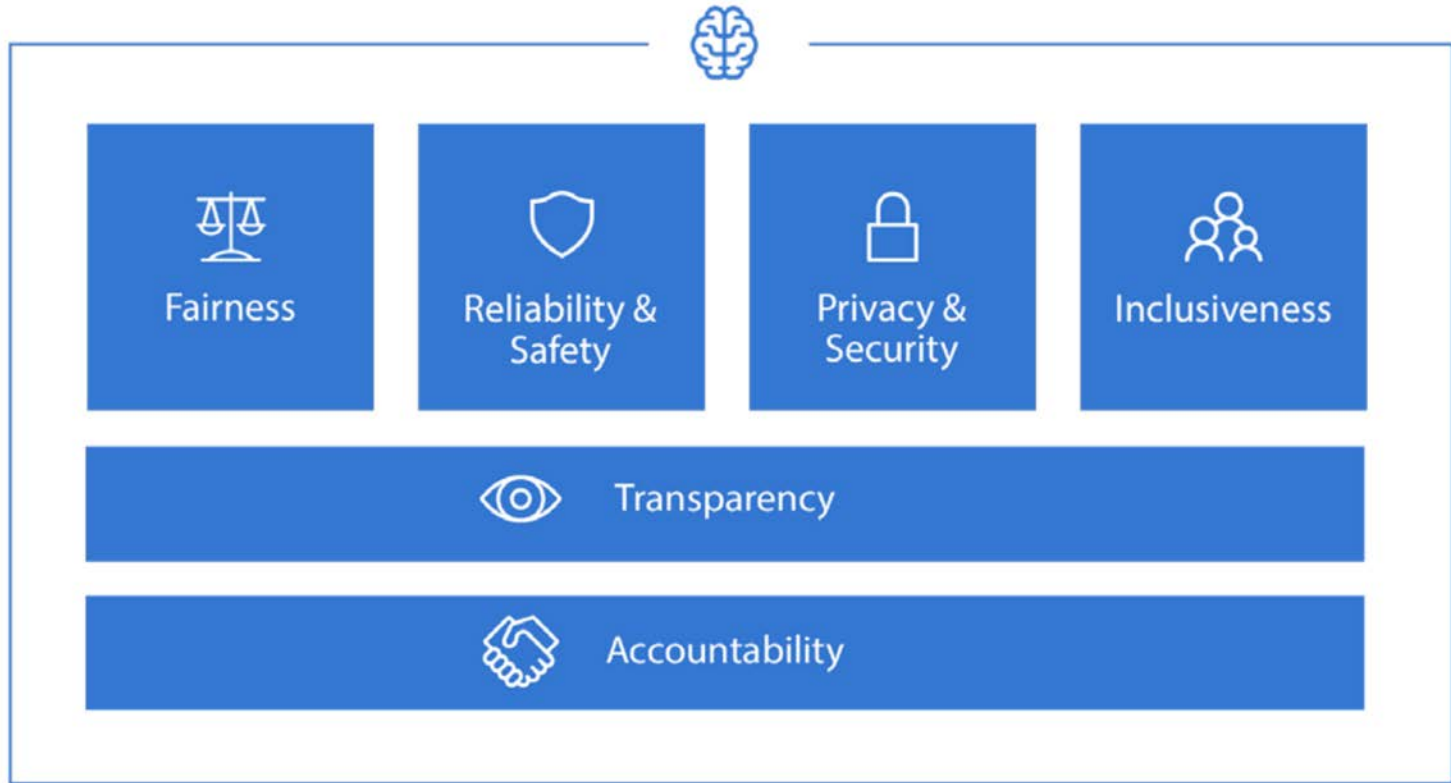 Fairness
Reliability &
Safety
Privacy &
Security
Inclusiveness
Transparency
Accountability